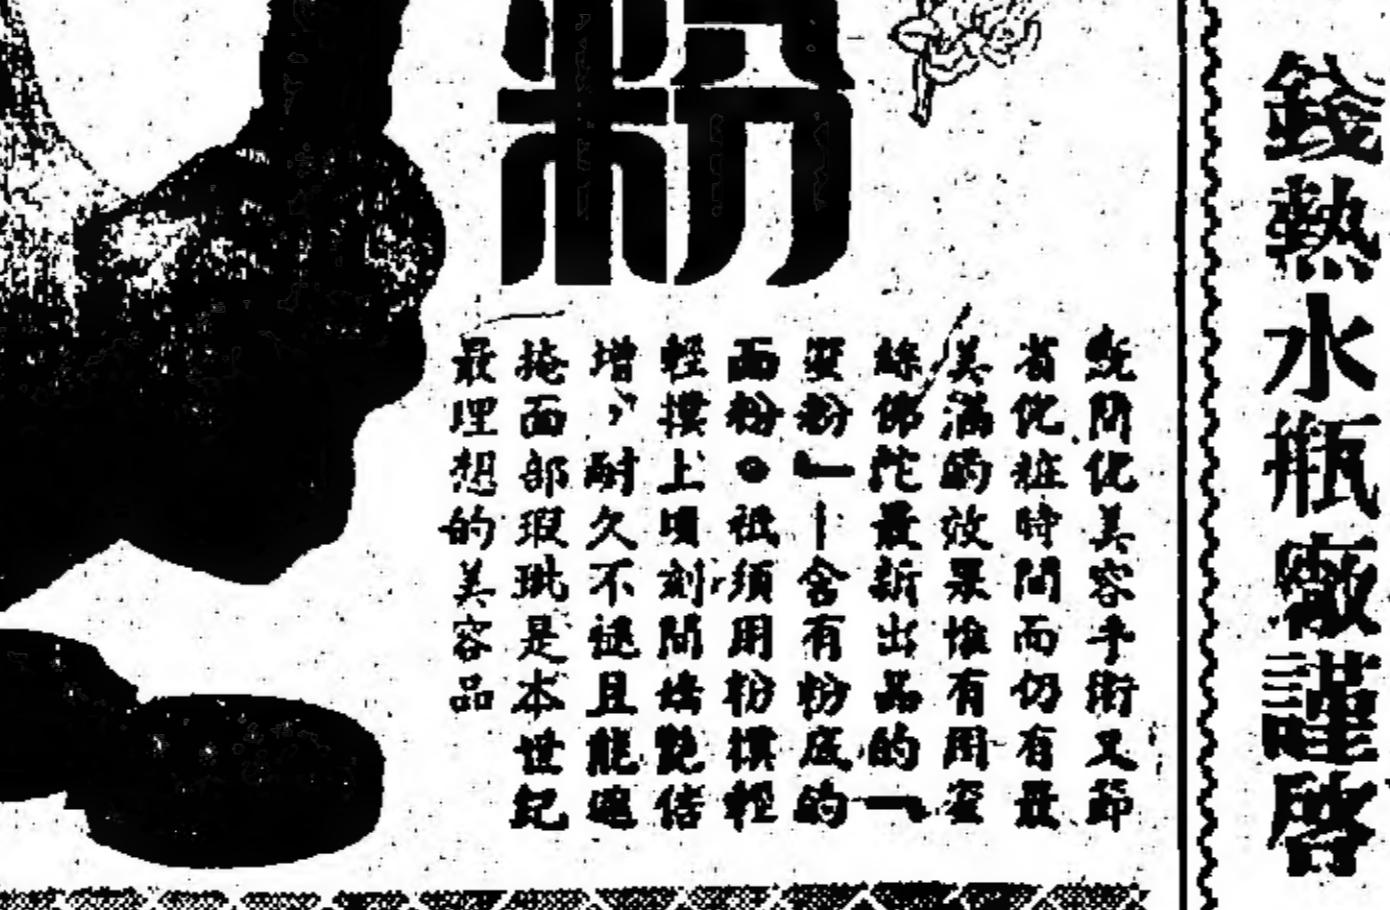 錢熱水瓶廠謹啓
粉
既簡化美容手術又節
省化粧時間而仍有最
美滿的效果惟有用蜜
絲佛陀最新出品的「
蜜粉」—含有粉底的
面粉●祗須用粉撲輕
輕撲上頃刻間嬌艷倍
增，耐久不褪且能遮
掩面部瑕玼是本世紀
最理想的美容品